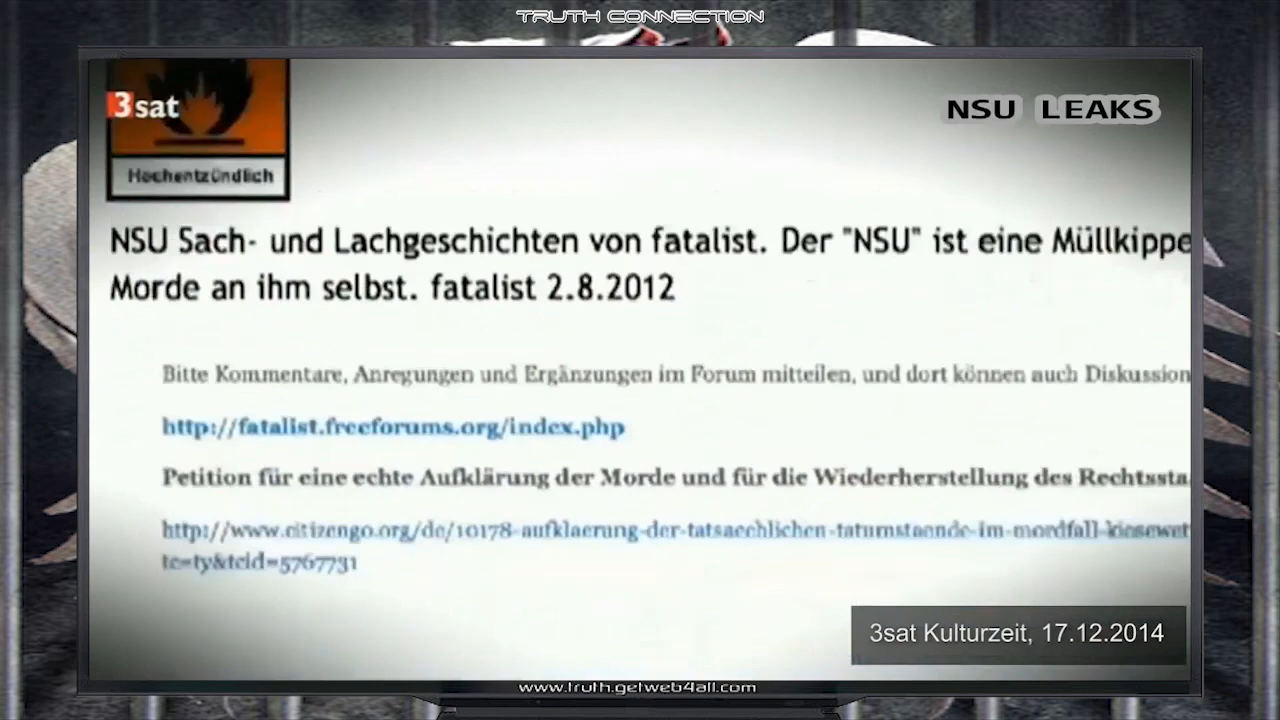 TRUTH CONNECTION
3sat
NSU LEAKS
Hochentzündlich
NSU Sach- und Lachgeschichten von fatalist. Der "NSU" ist eine Müllkippe
Morde an ihm selbst. fatalist 2.8.2012
Bitte Kommentare, Anregungen und Ergänzungen im Forum mitteilen, und dort können auch Diskussion
http://fatalist.freeforums.org/index.php
Petition für eine echte Aufklärung der Morde und für die Wiederherstellung des Rechtssta
http://www.citizengo.org/de/10178-aufklaerung-der-tatsaechlichen-tatumstaende-im-mordfall-kiesewett
tc=ty&tcid=5767731
3sat Kulturzeit, 17.12.2014
www.truth.getweb4all.com